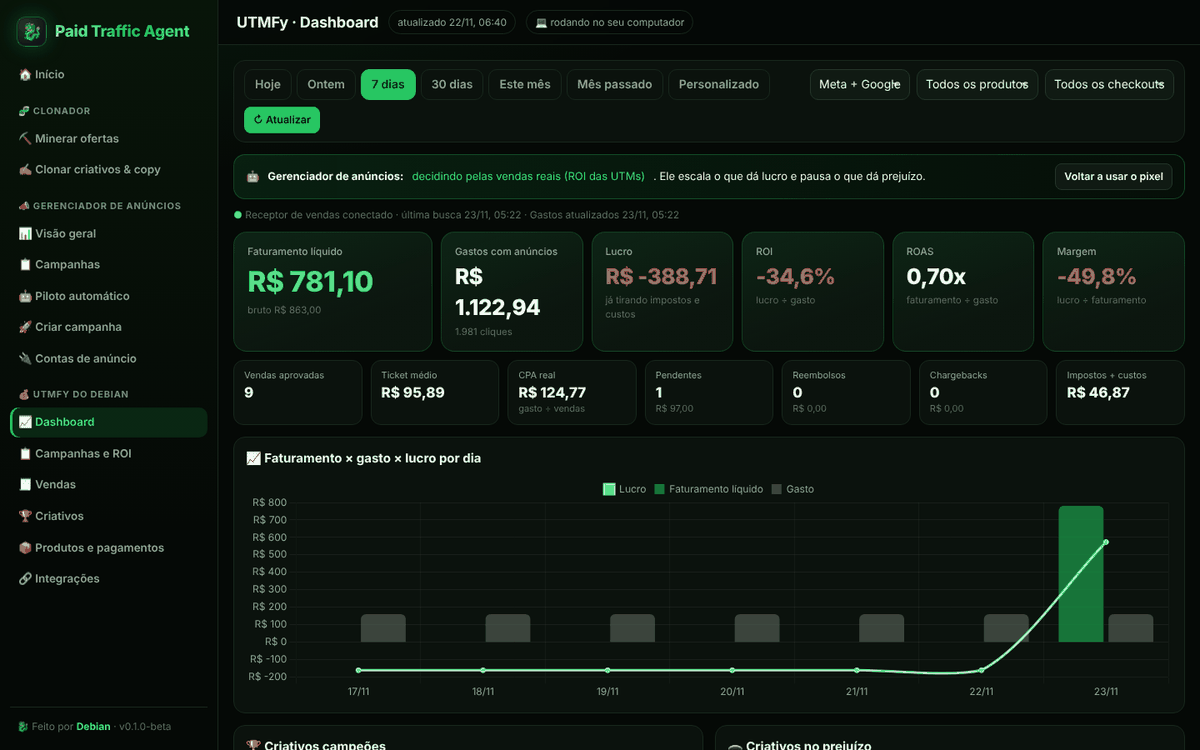 Paid Traffic Agent
Início
CLONADOR
Minerar ofertas
Clonar criativos & copy
GERENCIADOR DE ANÚNCIOS
Visão geral
Campanhas
Piloto automático
Criar campanha
Contas de anúncio
UTMFY DO DEBIAN
Dashboard
Campanhas e ROI
Vendas
Criativos
Produtos e pagamentos
Integrações
Feito por Debian · v0.1.0-beta
UTMFy · Dashboard
atualizado 22/11, 06:40
rodando no seu computador
Hoje
Ontem
7 dias
30 dias
Este mês
Mês passado
Personalizado
Meta + Google
Todos os produtos
Todos os checkouts
↻ Atualizar
Gerenciador de anúncios: decidindo pelas vendas reais (ROI das UTMs) . Ele escala o que dá lucro e pausa o que dá prejuízo.
Voltar a usar o pixel
Receptor de vendas conectado · última busca 23/11, 05:22 · Gastos atualizados 23/11, 05:22
Faturamento líquido
R$ 781,10
bruto R$ 863,00
Gastos com anúncios
R$
1.122,94
1.981 cliques
Lucro
R$ -388,71
já tirando impostos e
custos
ROI
-34,6%
lucro ÷ gasto
ROAS
0,70x
faturamento ÷ gasto
Margem
-49,8%
lucro ÷ faturamento
Vendas aprovadas
9
Ticket médio
R$ 95,89
CPA real
R$ 124,77
gasto ÷ vendas
Pendentes
1
R$ 97,00
Reembolsos
0
R$ 0,00
Chargebacks
0
R$ 0,00
Impostos + custos
R$ 46,87
Faturamento × gasto × lucro por dia
Lucro
Faturamento líquido
Gasto
R$ 800
R$ 700
R$ 600
R$ 500
R$ 400
R$ 300
R$ 200
R$ 100
R$ 0
R$ -100
R$ -200
17/11
18/11
19/11
20/11
21/11
22/11
23/11
Criativos campeões
Criativos no prejuízo